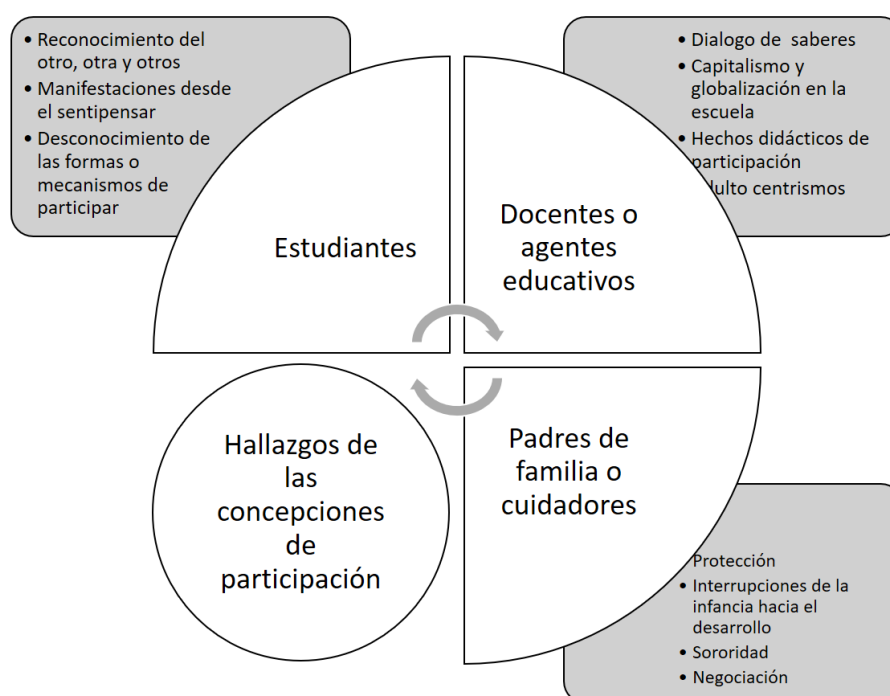 • Reconocimiento del
otro, otra y otros
• Manifestaciones desde
el sentipensar
• Desconocimiento de
las formas o
mecanismos de
participar
• Dialogo de saberes
• Capitalismo y
globalización en la
escuela
• Hechos didácticos de
participación
centrismos
Estudiantes
Docentes o
agentes
educativos
Hallazgos de
las
concepciones
de
participación
Padres de
familia o
cuidadores
Protección
• Interrupciones de la
infancia hacia el
desarrollo
• Sororidad
• Negociación